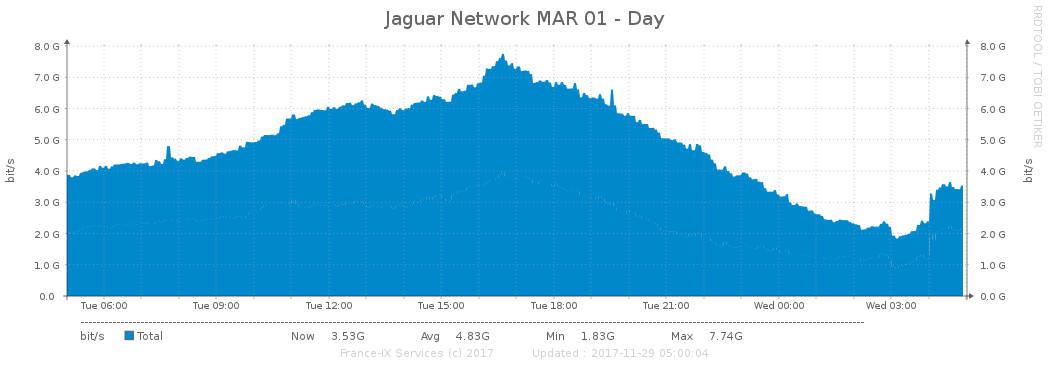 Jaguar Network MAR 01 - Day
RRDTOOL / TOBI OETIKER
bit/s
bit/s
8.0 G 8.0 G
7.0 G 7.0 G
6.0 G 6.0 G
5.0 G 5.0 G
4.0 G 4.0 G
3.0 G 3.0 G
2.0 G 2.0 G
1.0 G 1.0 G
0.0 0.0 G
Tue 06:00 Tue 09:00 Tue 12:00 Tue 15:00 Tue 18:00 Tue 21:00 Wed 00:00 Wed 03:00
bit/s Total Now 3.53G Avg 4.83G Min 1.83G Max 7.74G
France-IX Services (c) 2017 Updated : 2017-11-29 05:00:04